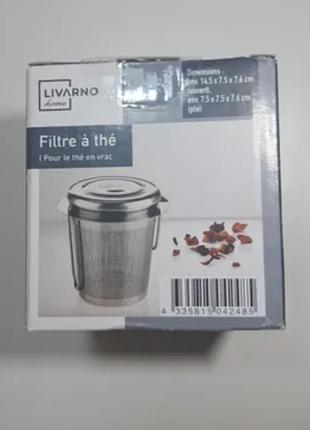 LIVARNO
home
Filtre à thé
| Pour le thé en vrac
Dimensions :
env. 14.5 x 7.5 x 7.6 cm
(ouvert),
env. 7.5 x 7.5 x 7.6 cm
(plié)
4 335815 042485